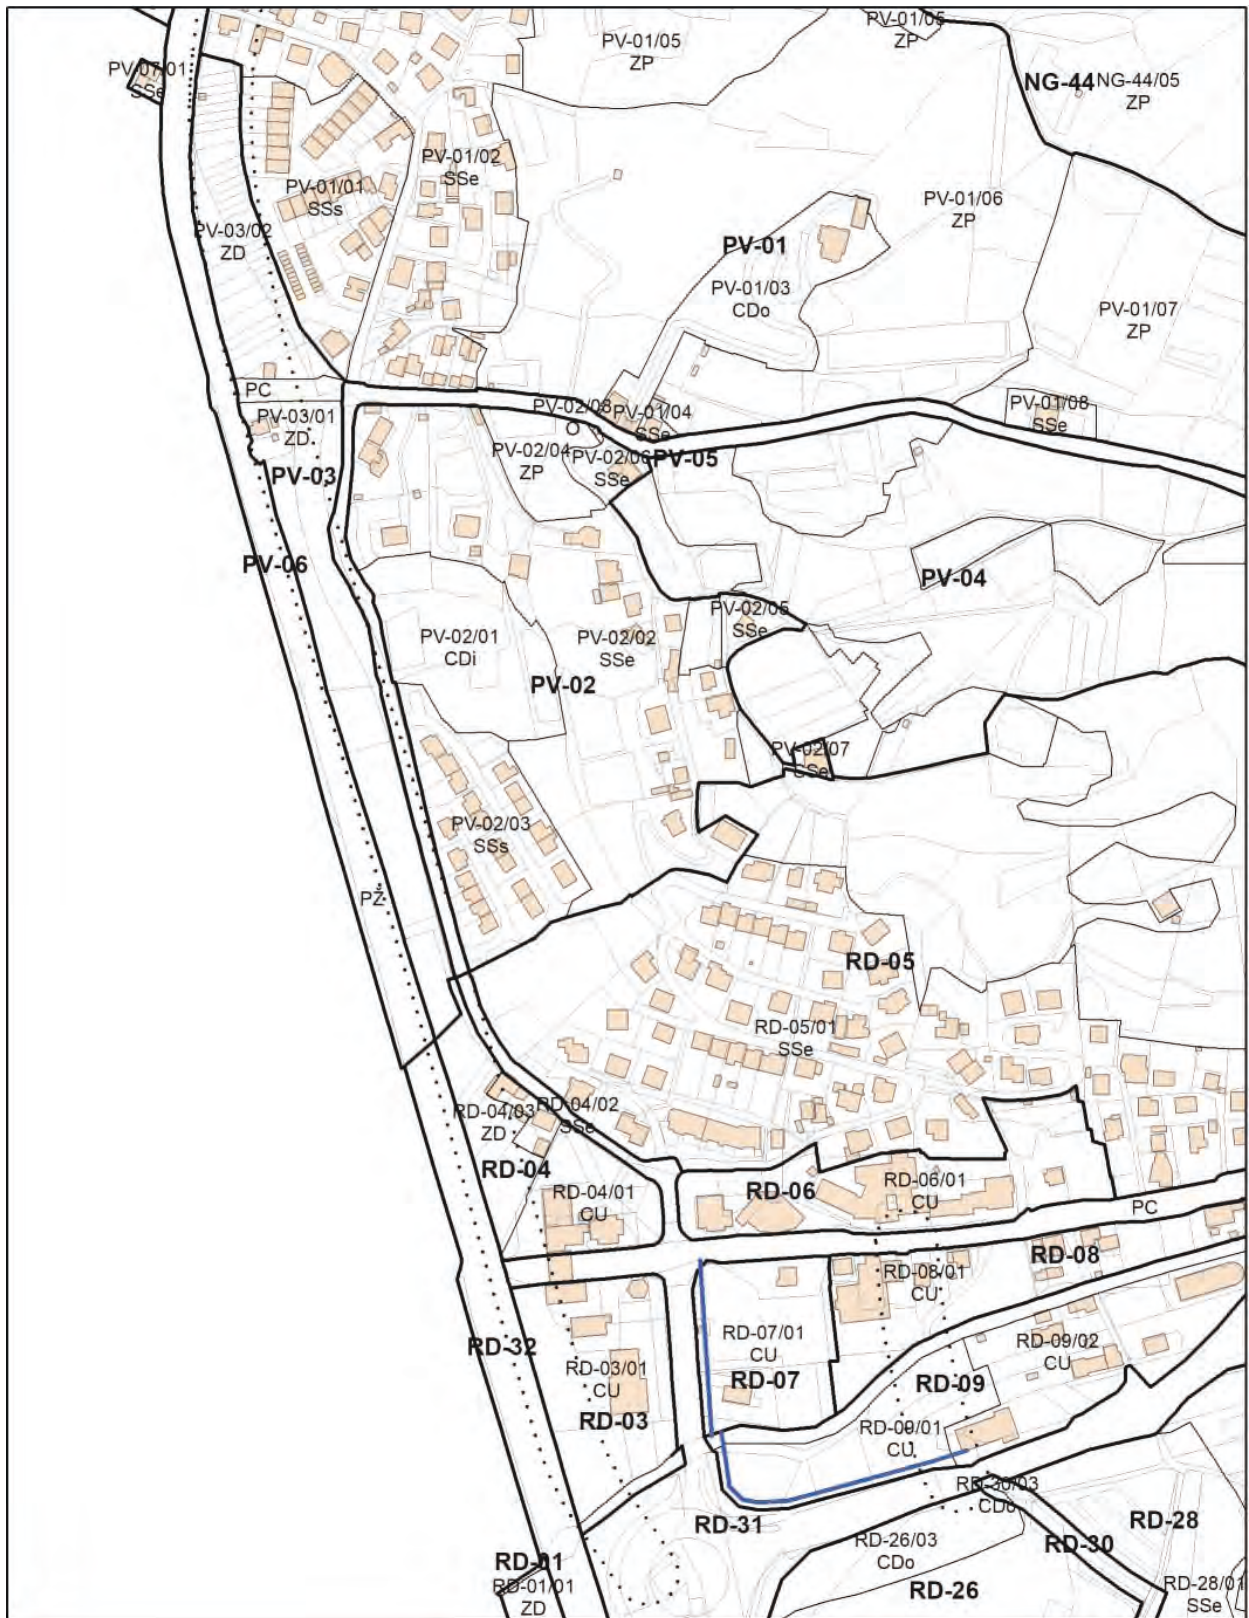 PV-01/05
ZP
PV-01/05
ZP
PV-07/01
SSe
NG-44
NG-44/05
ZP
PV-01/02
SSe
PV-01/01
SSs
PV-01/06
ZP
PV-03/02
ZD
PV-01
PV-01/03
CDo
PV-01/07
ZP
PC
PV-03/01
ZD
PV-02/08
PV-01/04
SSe
PV-01/08
SSe
PV-02/04
ZP
PV-02/06
SSe
PV-05
PV-03
PV-06
PV-04
PV-02/05
SSe
PV-02/01
CDi
PV-02/02
SSe
PV-02
PV-02/07
SSe
PV-02/03
SSs
PŽ
RD-05
RD-05/01
SSe
RD-04/03
ZD
RD-04/02
SSe
RD-04
RD-04/01
CU
RD-06
RD-06/01
CU
PC
RD-08
RD-08/01
CU
RD-07/01
CU
RD-32
RD-09/02
CU
RD-03/01
CU
RD-07
RD-09
RD-03
RD-09/01
CU
RD-30/03
CDo
RD-31
RD-28
RD-26/03
CDo
RD-30
RD-01
RD-01/01
ZD
RD-26
RD-28/01
SSe